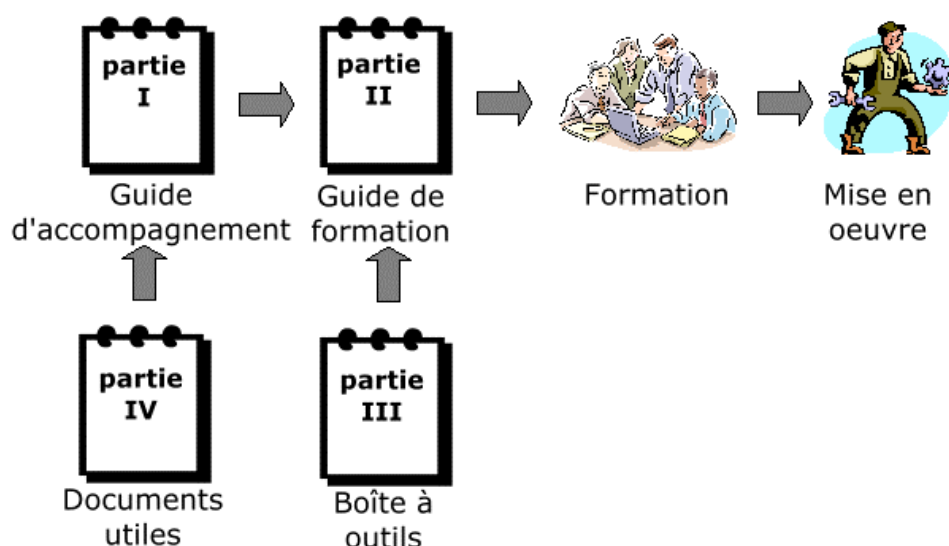 partie
I
partie
II
Guide
d'accompagnement
Guide de
formation
Formation
Mise en
oeuvre
partie
IV
partie
III
Documents
utiles
Boîte à
outils